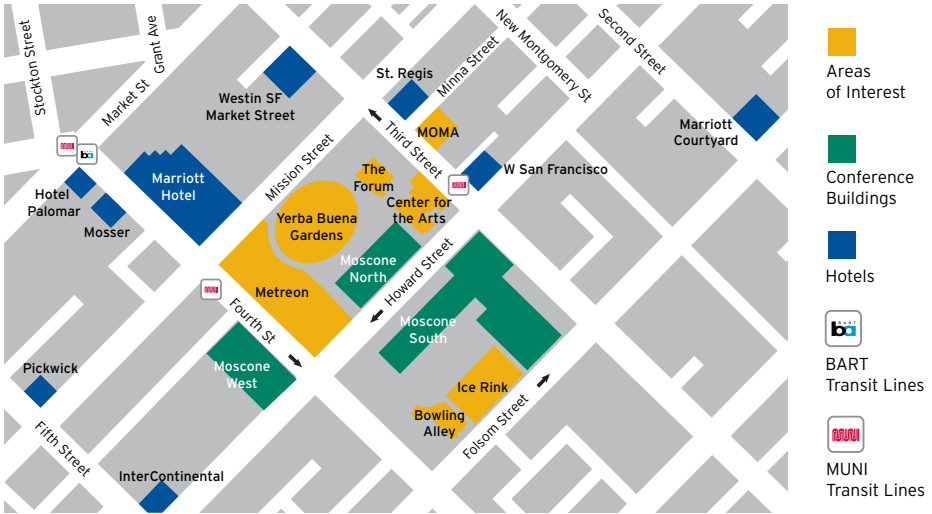 Stockton Street
Grant Ave
Market St
New Montgomery St
Second Street
Minna Street
St. Regis
Westin SF
Market Street
MOMA
Third Street
Marriott
Courtyard
Mission Street
W San Francisco
Marriott
Hotel
The
Forum
Hotel
Palomar
Center for
the Arts
Mosser
Yerba Buena
Gardens
Moscone
North
Howard Street
Metreon
Fourth St
Moscone
South
Moscone
West
Pickwick
Ice Rink
Bowling
Alley
Folsom Street
Fifth Street
InterContinental
Areas
of Interest
Conference
Buildings
Hotels
BART
ba
BART
Transit Lines
MUNI
Transit Lines